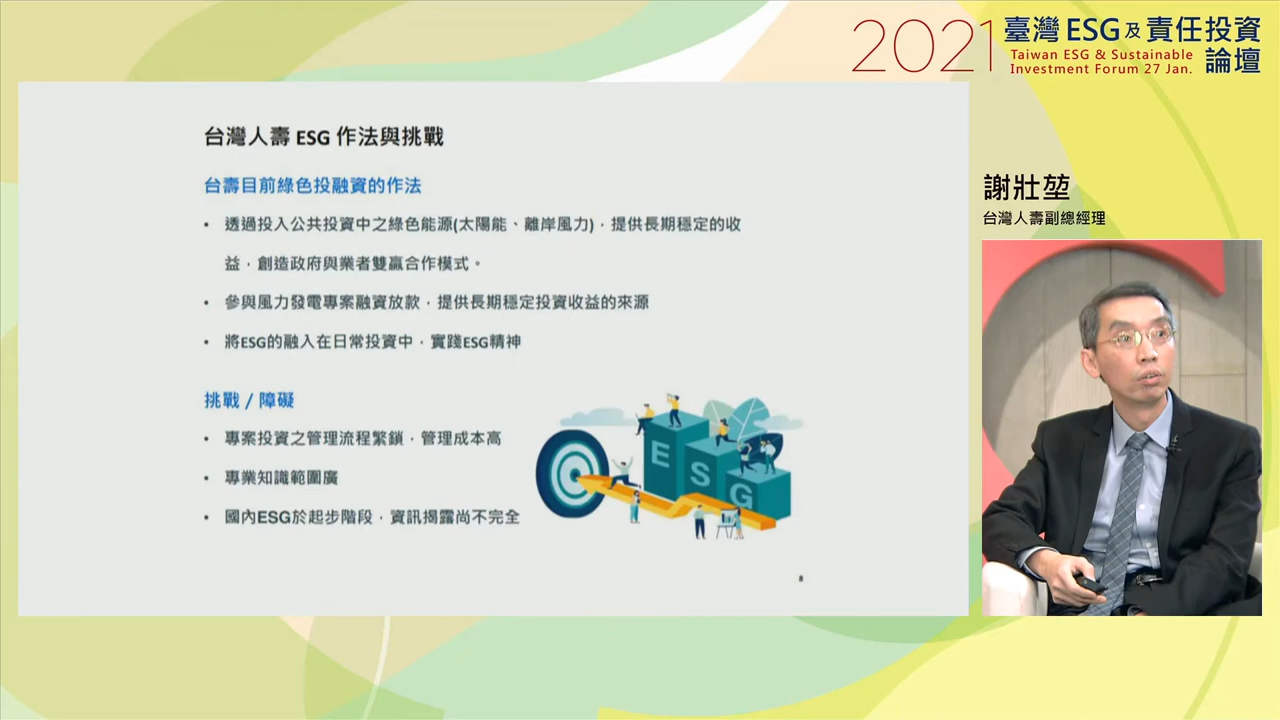 2021
臺灣 ESG 及 責任投資
論壇
Taiwan ESG & Sustainable
Investment Forum 27 Jan.
台灣人壽 ESG 作法與挑戰
台壽目前綠色投融資的作法
• 透過投入公共投資中之綠色能源(太陽能、離岸風力)，提供長期穩定的收
益，創造政府與業者雙贏合作模式。
• 參與風力發電專案融資放款，提供長期穩定投資收益的來源
• 將ESG的融入在日常投資中，實踐ESG精神
挑戰 / 障礙
• 專案投資之管理流程繁鎖，管理成本高
• 專業知識範圍廣
• 國內ESG於起步階段，資訊揭露尚不完全
E S G
8
謝壯堃
台灣人壽副總經理